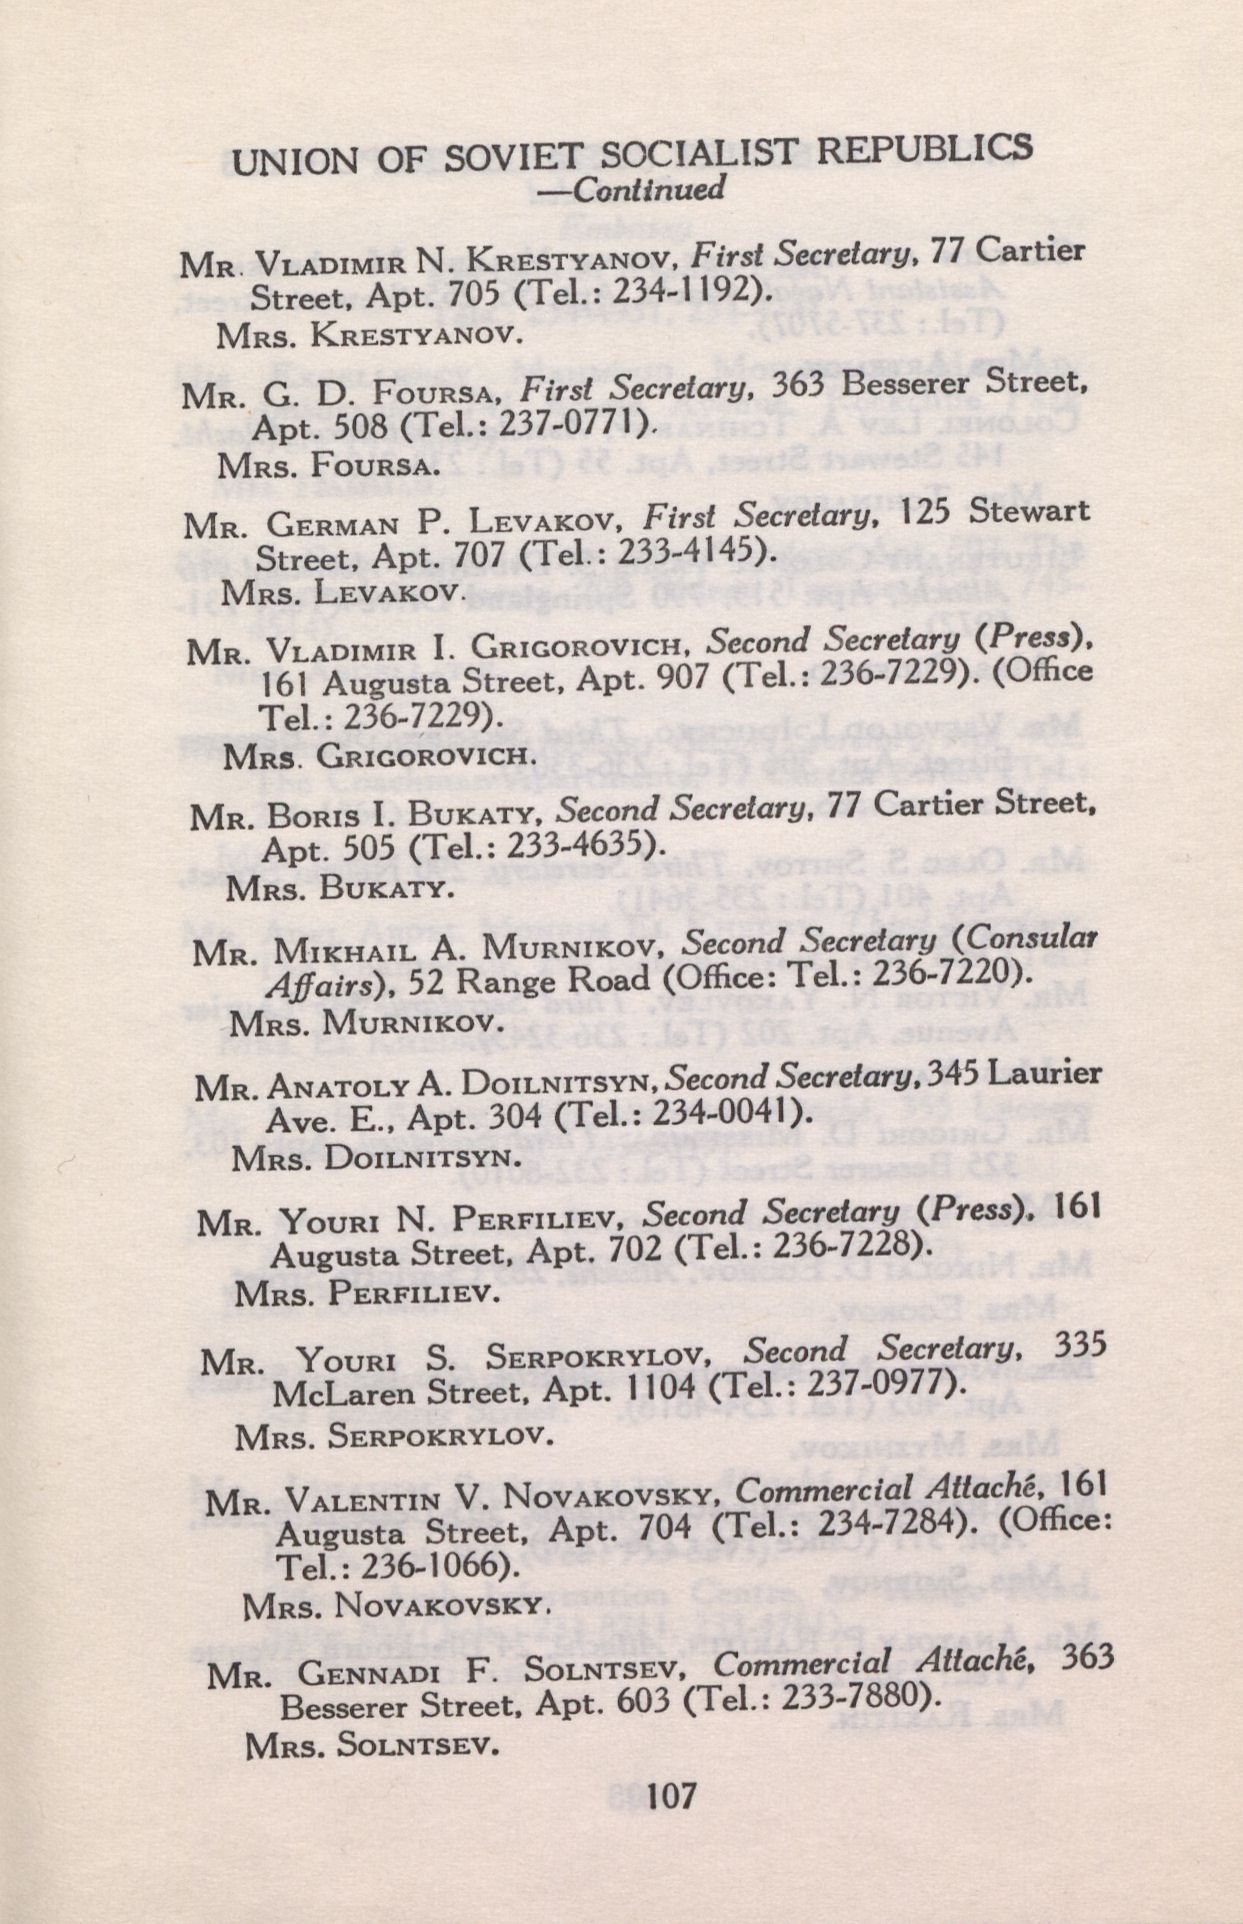 UNION OF SOVIET SOCIALIST REPUBLICS
—Continued
MR. VLADIMIR N. KRESTYANOV, First Secretary, 77 Cartier
Street, Apt. 705 (Tel.: 234-1192).
MRS. KRESTYANOV.
MR. G. D. FOURSA, First Secretary, 363 Besserer Street,
Apt. 508 (Tel.: 237-0771).
MRS. FOURSA.
MR. GERMAN P. LEVAKOV, First Secretary, 125 Stewart
Street, Apt. 707 (Tel.: 233-4145).
MRS. LEVAKOV.
MR. VLADIMIR I. GRIGOROVICH, Second Secretary (Press),
161 Augusta Street, Apt. 907 (Tel.: 236-7229). (Office
Tel.: 236-7229).
MRS. GRIGOROVICH.
MR. BORIS I. BUKATY, Second Secretary, 77 Cartier Street,
Apt. 505 (Tel.: 233-4635).
MRS. BUKATY.
MR. MIKHAIL A. MURNIKOV, Second Secretary (Consular
Affairs), 52 Range Road (Office: Tel.: 236-7220).
MRS. MURNIKOV.
MR. ANATOLY A. DOILNITSYN, Second Secretary, 345 Laurier
Ave. E., Apt. 304 (Tel.: 234-0041).
MRS. DOILNITSYN.
MR. YOURI N. PERFILIEV, Second Secretary (Press), 161
Augusta Street, Apt. 702 (Tel.: 236-7228).
MRS. PERFILIEV.
MR. YOURI S. SERPOKRYLOV, Second Secretary, 335
McLaren Street, Apt. 1104 (Tel.: 237-0977).
MRS. SERPOKRYLOV.
MR. VALENTIN V. NOVAKOVSKY, Commercial Attaché, 161
Augusta Street, Apt. 704 (Tel.: 234-7284). (Office:
Tel.: 236-1066).
MRS. NOVAKOVSKY.
MR. GENNADI F. SOLNTSEV, Commercial Attaché, 363
Besserer Street, Apt. 603 (Tel.: 233-7880).
MRS. SOLNTSEV.
107